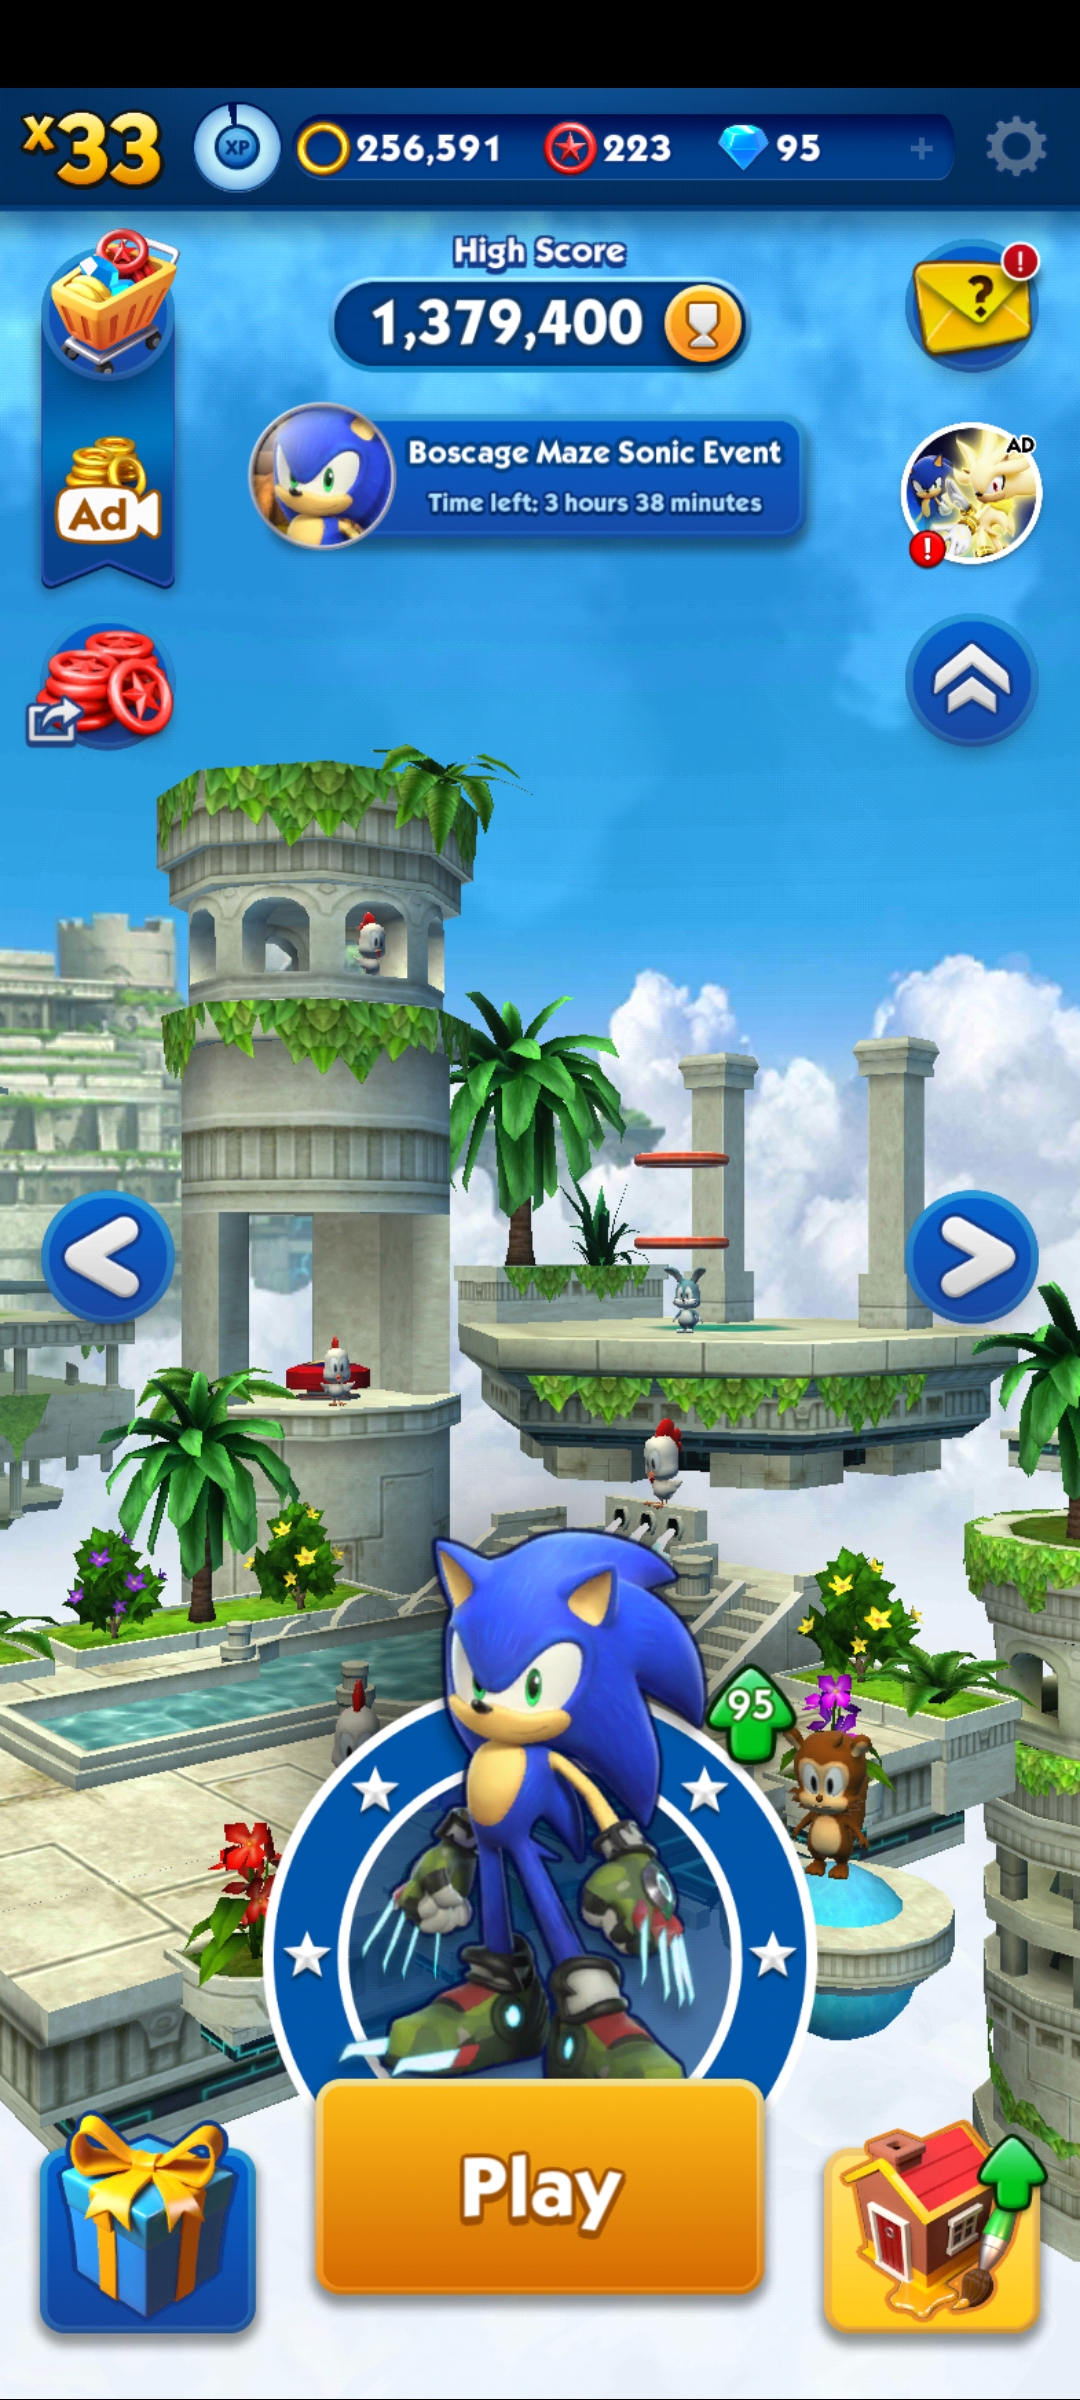 x33
XP
256,591
223
95
+
High Score
1,379,400
?
!
Boscage Maze Sonic Event
Time left: 3 hours 38 minutes
AD
!
Ad
95
Play